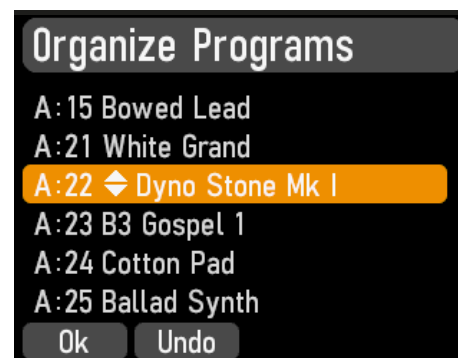 Organize Programs
A:15 Bowed Lead
A:21 White Grand
A:22 Dyno Stone Mk I
A:23 B3 Gospel 1
A:24 Cotton Pad
A:25 Ballad Synth
Ok Undo